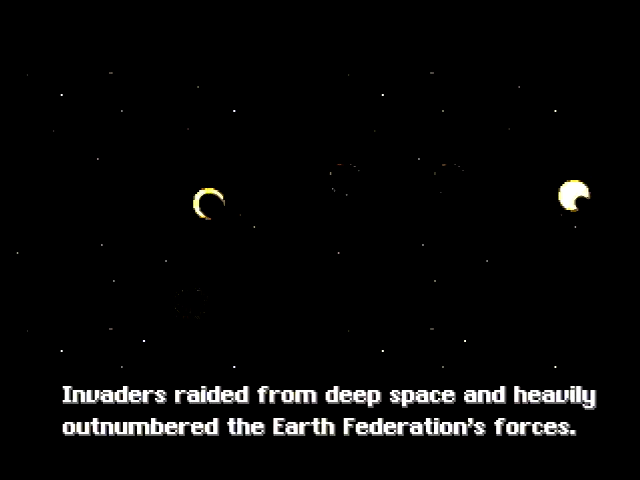 Invaders raided from deep space and heavily
outnumbered the Earth Federation's forces.